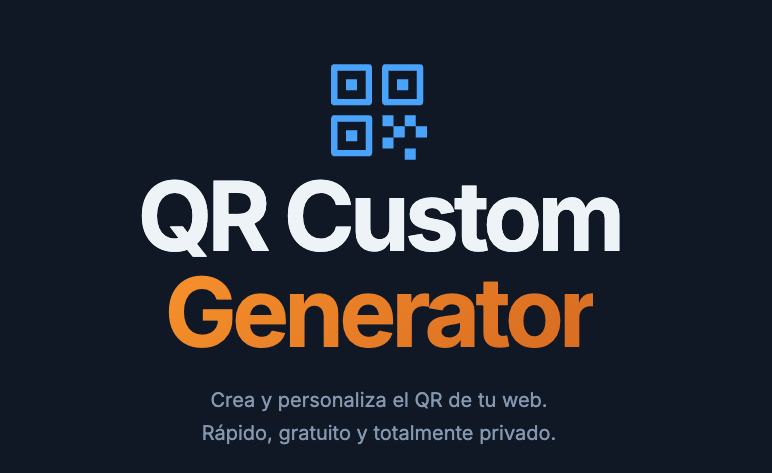 QR Custom
Generator
Crea y personaliza el QR de tu web.
Rápido, gratuito y totalmente privado.